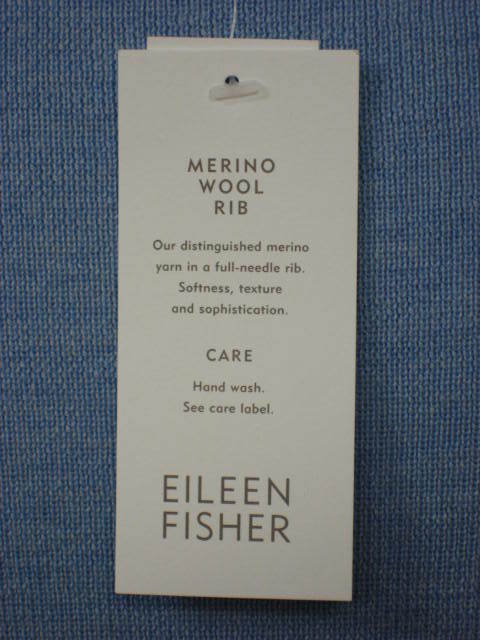 MERINO
WOOL
RIB
Our distinguished merino
yarn in a full-needle rib.
Softness, texture
and sophistication.
CARE
Hand wash.
See care label.
EILEEN
FISHER